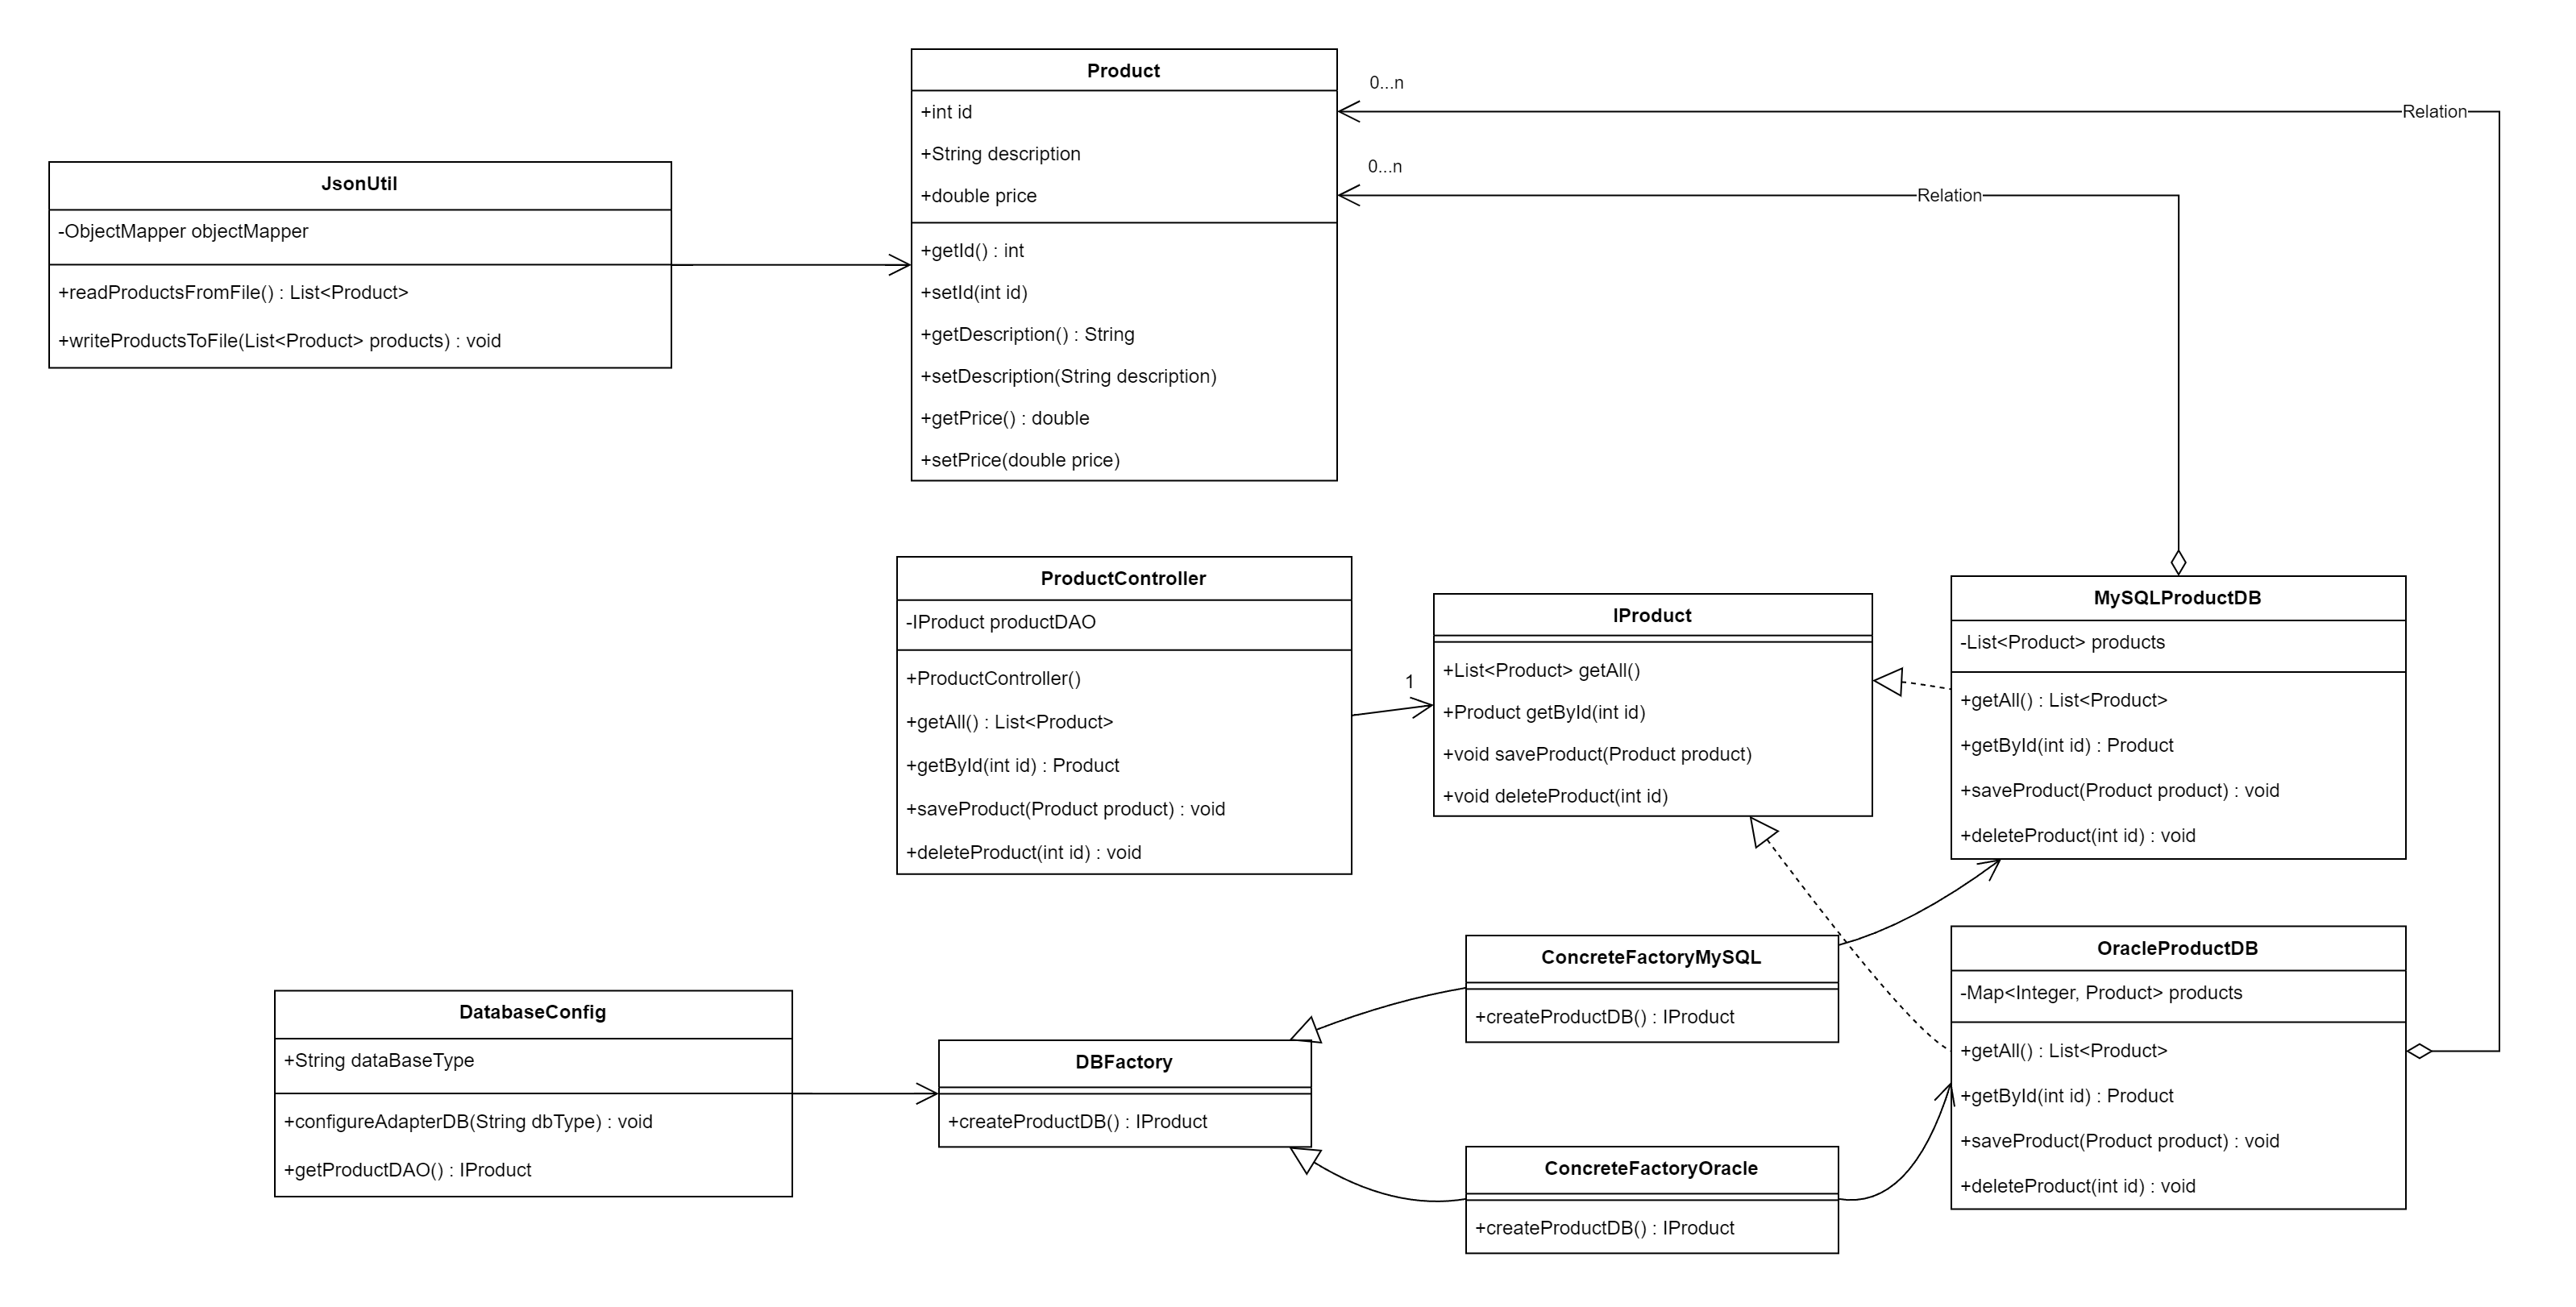 Product
+int id
+String description
+double price
+getId() : int
+setId(int id)
+getDescription() : String
+setDescription(String description)
+getPrice() : double
+setPrice(double price)
0...n
Relation
0...n
Relation
JsonUtil
-ObjectMapper objectMapper
+readProductsFromFile() : List<Product>
+writeProductsToFile(List<Product> products) : void
ProductController
-IProduct productDAO
+ProductController()
+getAll() : List<Product>
+getById(int id) : Product
+saveProduct(Product product) : void
+deleteProduct(int id) : void
1
IProduct
+List<Product> getAll()
+Product getById(int id)
+void saveProduct(Product product)
+void deleteProduct(int id)
MySQLProductDB
-List<Product> products
+getAll() : List<Product>
+getById(int id) : Product
+saveProduct(Product product) : void
+deleteProduct(int id) : void
ConcreteFactoryMySQL
+createProductDB() : IProduct
OracleProductDB
-Map<Integer, Product> products
+getAll() : List<Product>
+getById(int id) : Product
+saveProduct(Product product) : void
+deleteProduct(int id) : void
DatabaseConfig
+String dataBaseType
+configureAdapterDB(String dbType) : void
+getProductDAO() : IProduct
DBFactory
+createProductDB() : IProduct
ConcreteFactoryOracle
+createProductDB() : IProduct